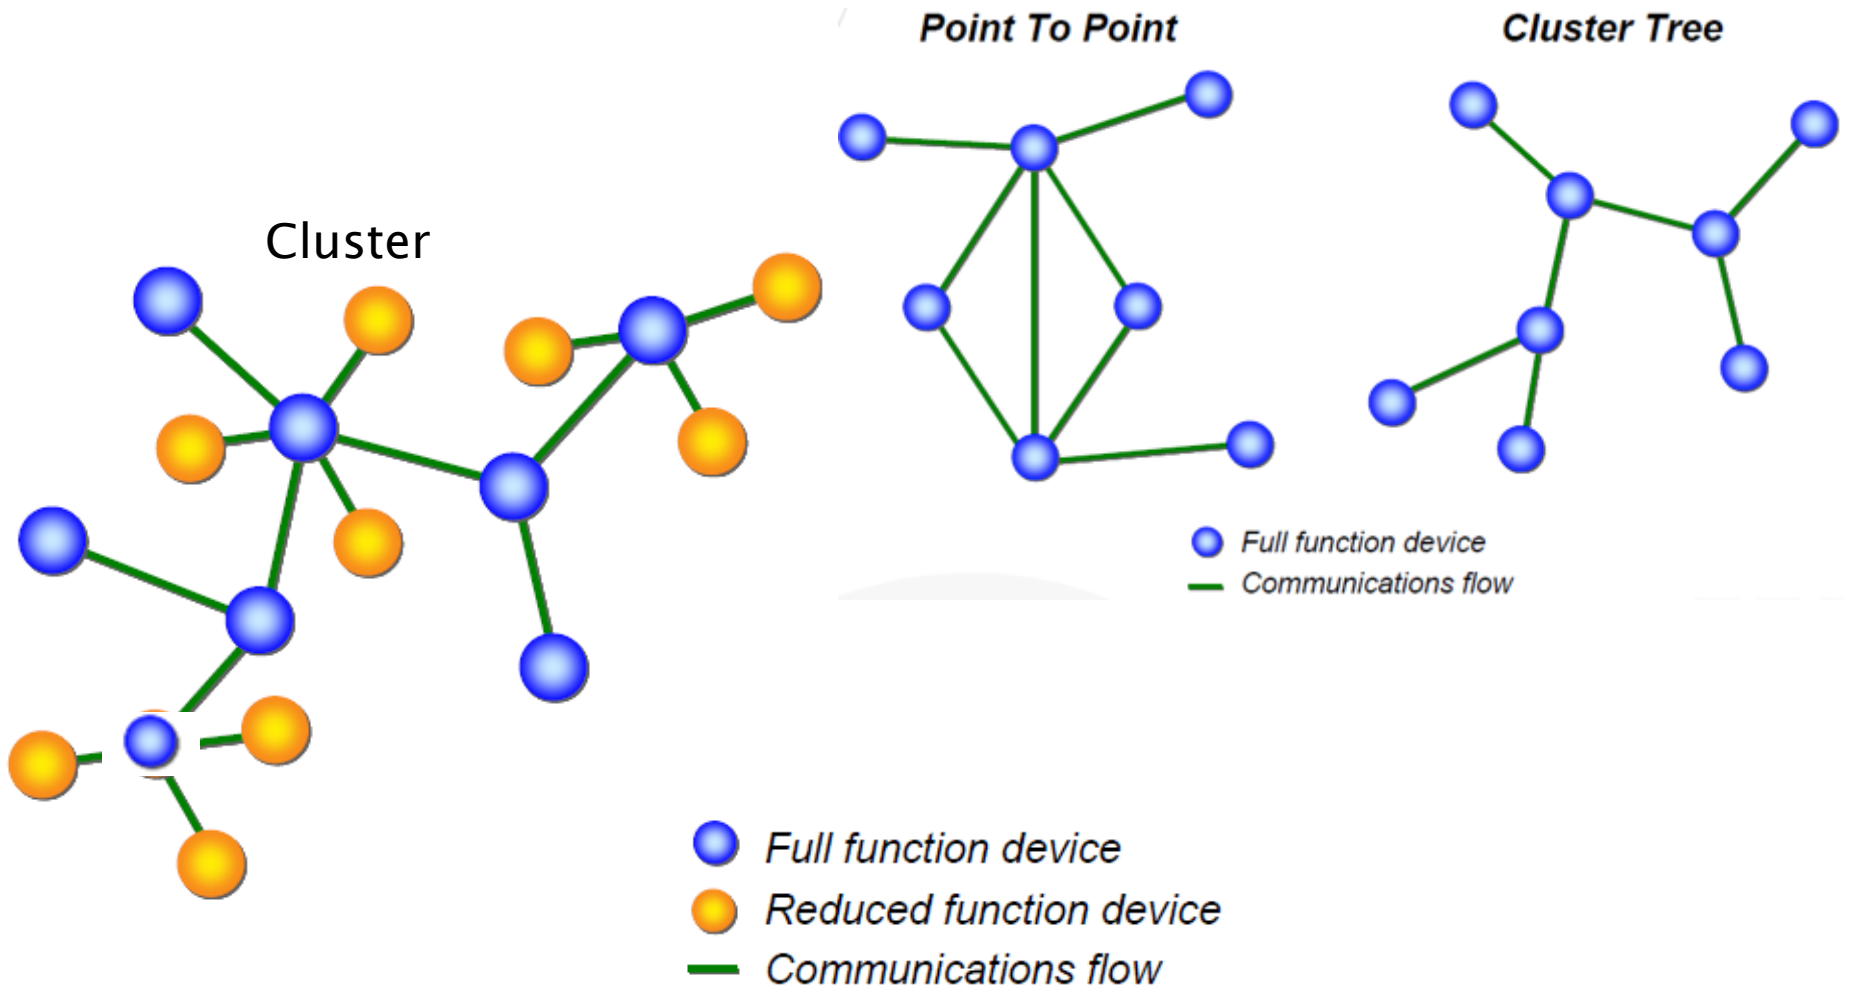 Point To Point
Cluster Tree
Cluster
Full function device
Communications flow
Full function device
Reduced function device
Communications flow